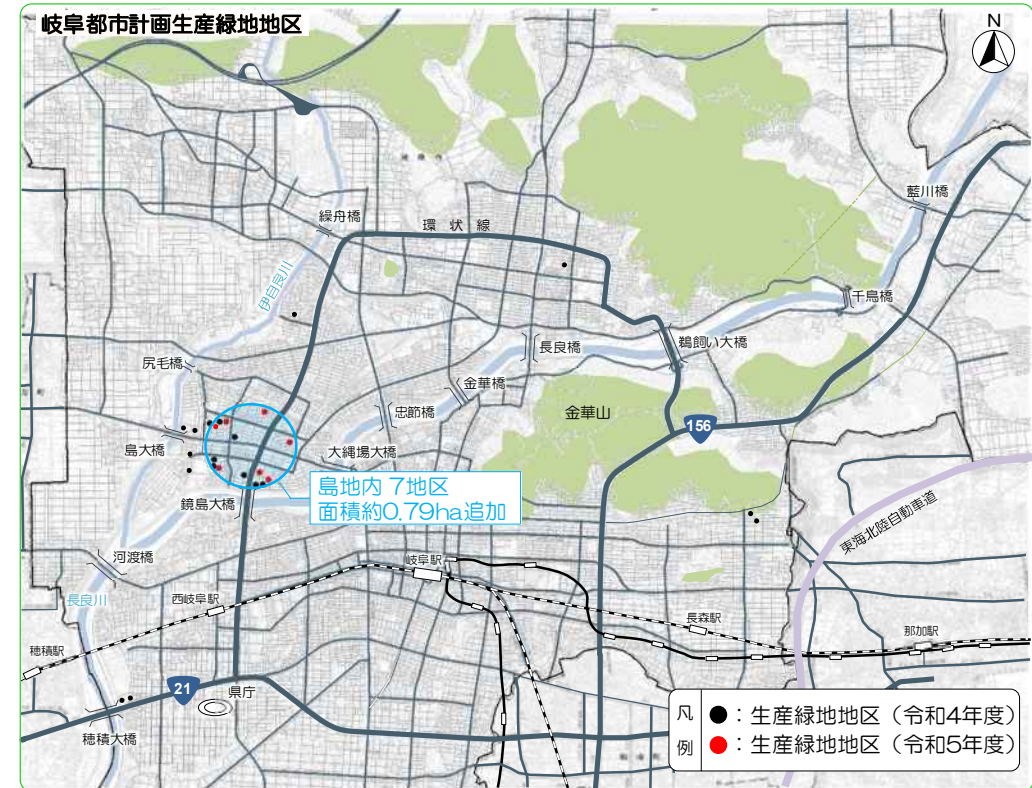 岐阜都市計画生産緑地地区
N
藍川橋
繰舟橋
環状線
伊自良川
千鳥橋
長良橋
鵜飼い大橋
尻毛橋
金華橋
忠節橋
金華山
156
島大橋
大縄場大橋
島地内 7地区
面積約0.79ha追加
鏡島大橋
東海北陸自動車道
河渡橋
岐阜駅
長良川
西岐阜駅
長森駅
那加駅
穂積駅
21
県庁
穂積大橋
凡例
●：生産緑地地区（令和4年度）
●：生産緑地地区（令和5年度）